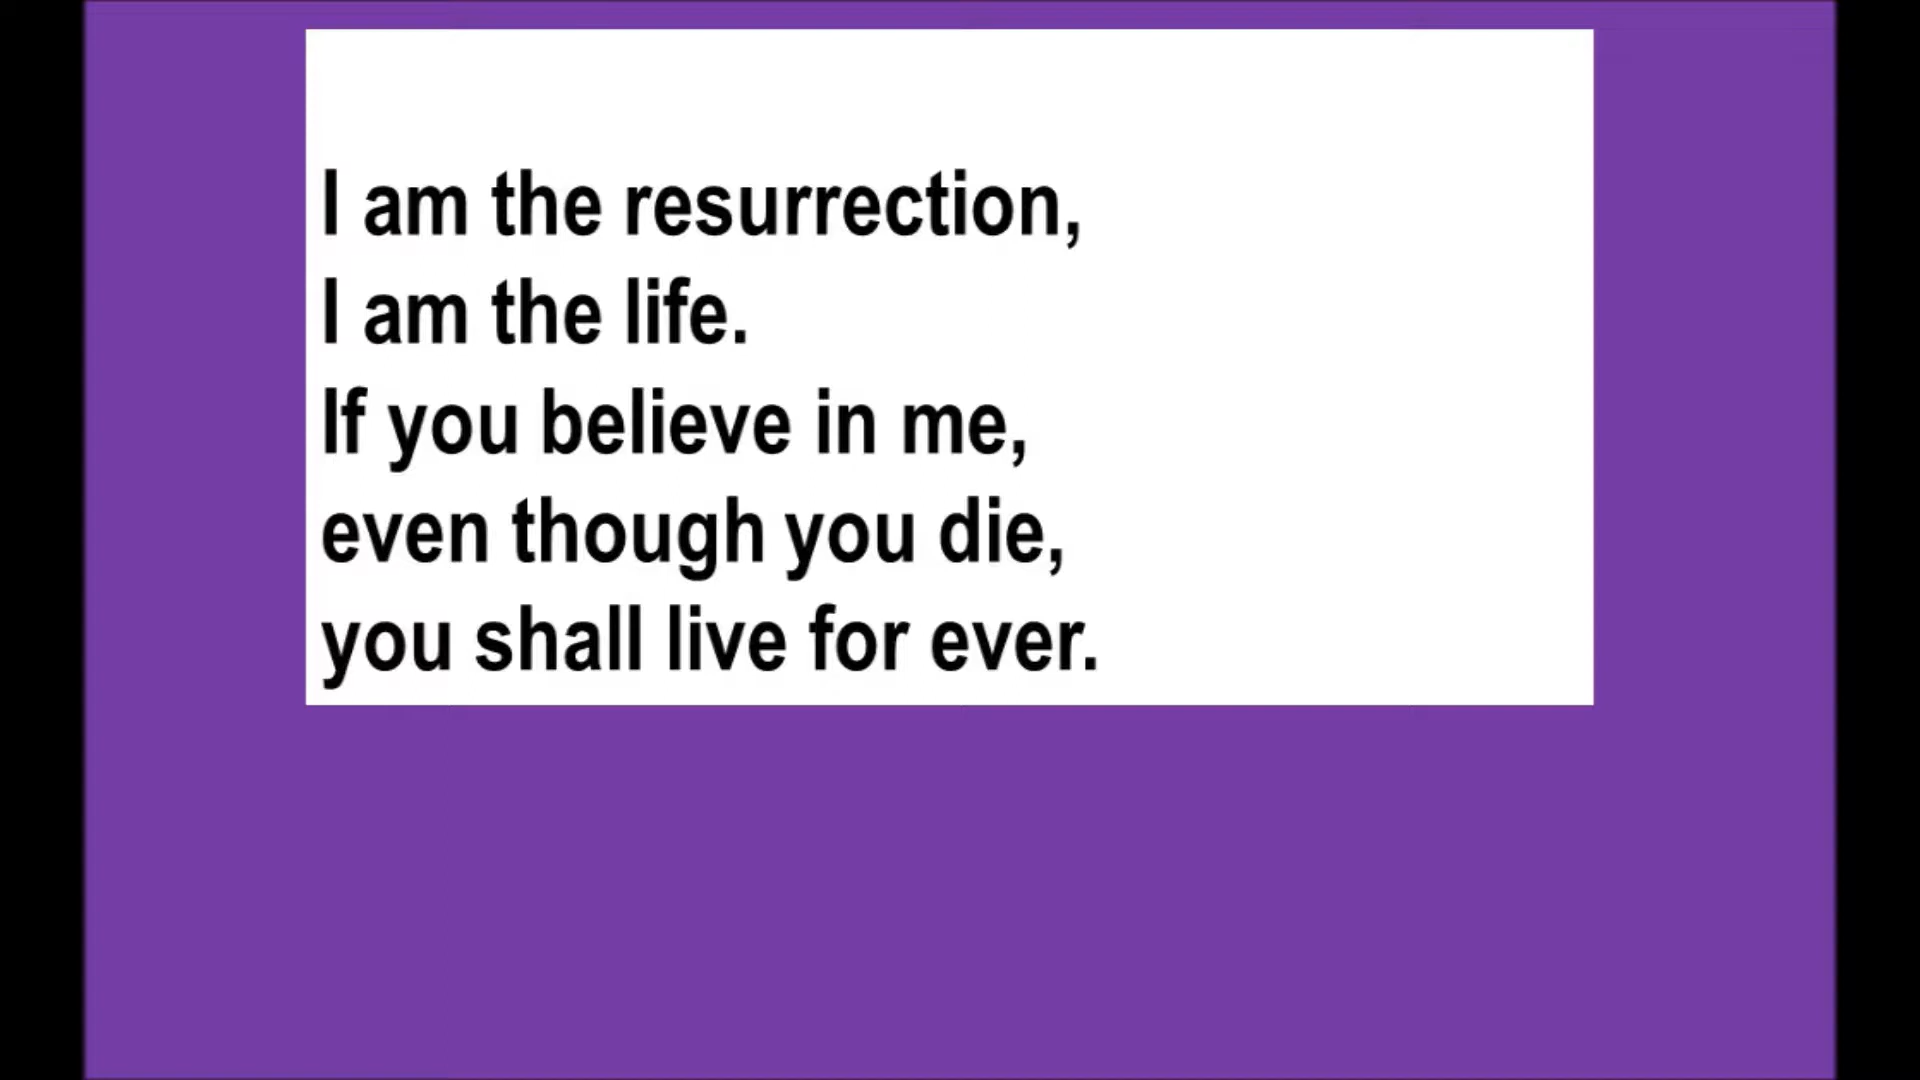 I am the resurrection,
I am the life.
If you believe in me,
even though you die,
you shall live for ever.